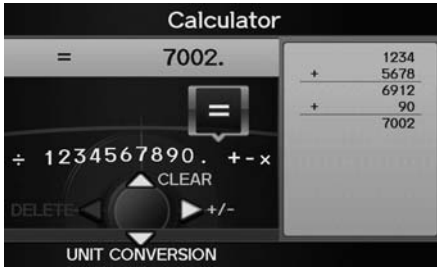 Calculator
= 7002.
=
÷ 1234567890. + - ×
CLEAR
DELETE
+/-
UNIT CONVERSION
1234
+ 5678
6912
+ 90
7002